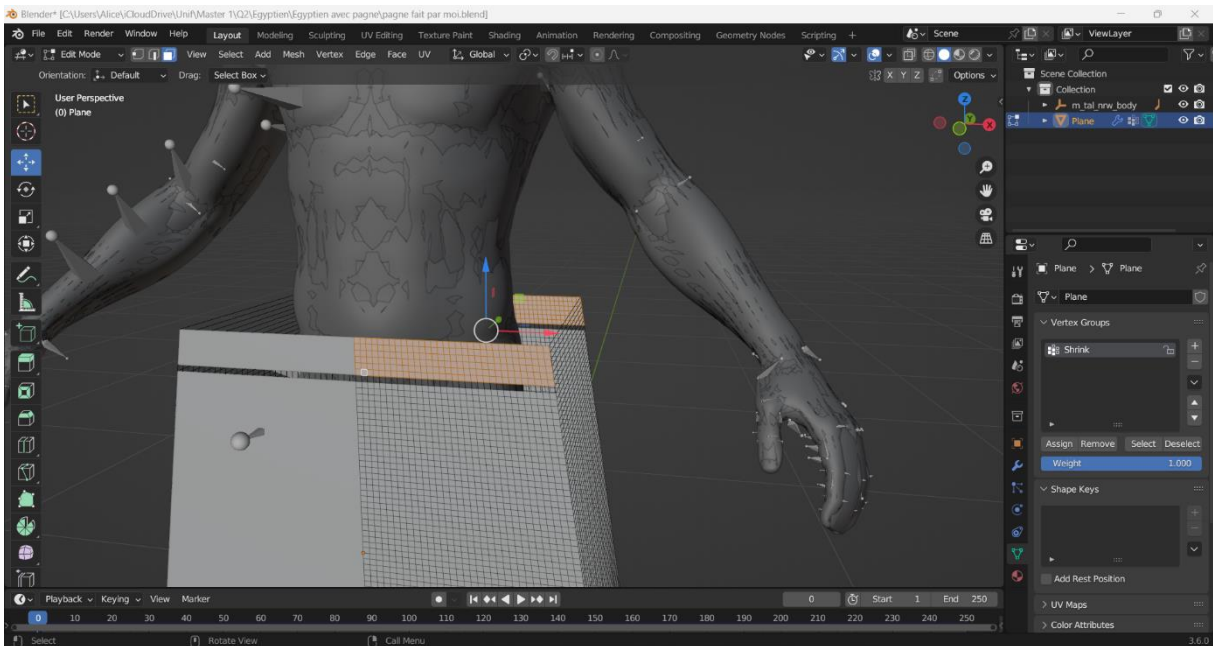 Blender* [C:\Users\Alice\iCloudDrive\Unif\Master 1\Q2\Egyptien\Egyptien avec pagne\pagne fait par moi.blend]
File Edit Render Window Help Layout Modeling Sculpting UV Editing Texture Paint Shading Animation Rendering Compositing Geometry Nodes Scripting + Scene ViewLayer
Edit Mode View Select Add Mesh Vertex Edge Face UV Global
Orientation: Default Drag: Select Box X Y Z Options
Scene Collection
Collection
m_tal_nrw_body
Plane
User Perspective
(0) Plane
Z
Y
X
Plane > Plane
Plane
Vertex Groups
Shrink
Assign Remove Select Deselect
Weight 1.000
Shape Keys
Add Rest Position
UV Maps
Color Attributes
Playback Keying View Marker 0 Start 1 End 250
0 10 20 30 40 50 60 70 80 90 100 110 120 130 140 150 160 170 180 190 200 210 220 230 240 250
Select Rotate View Call Menu 3.6.0